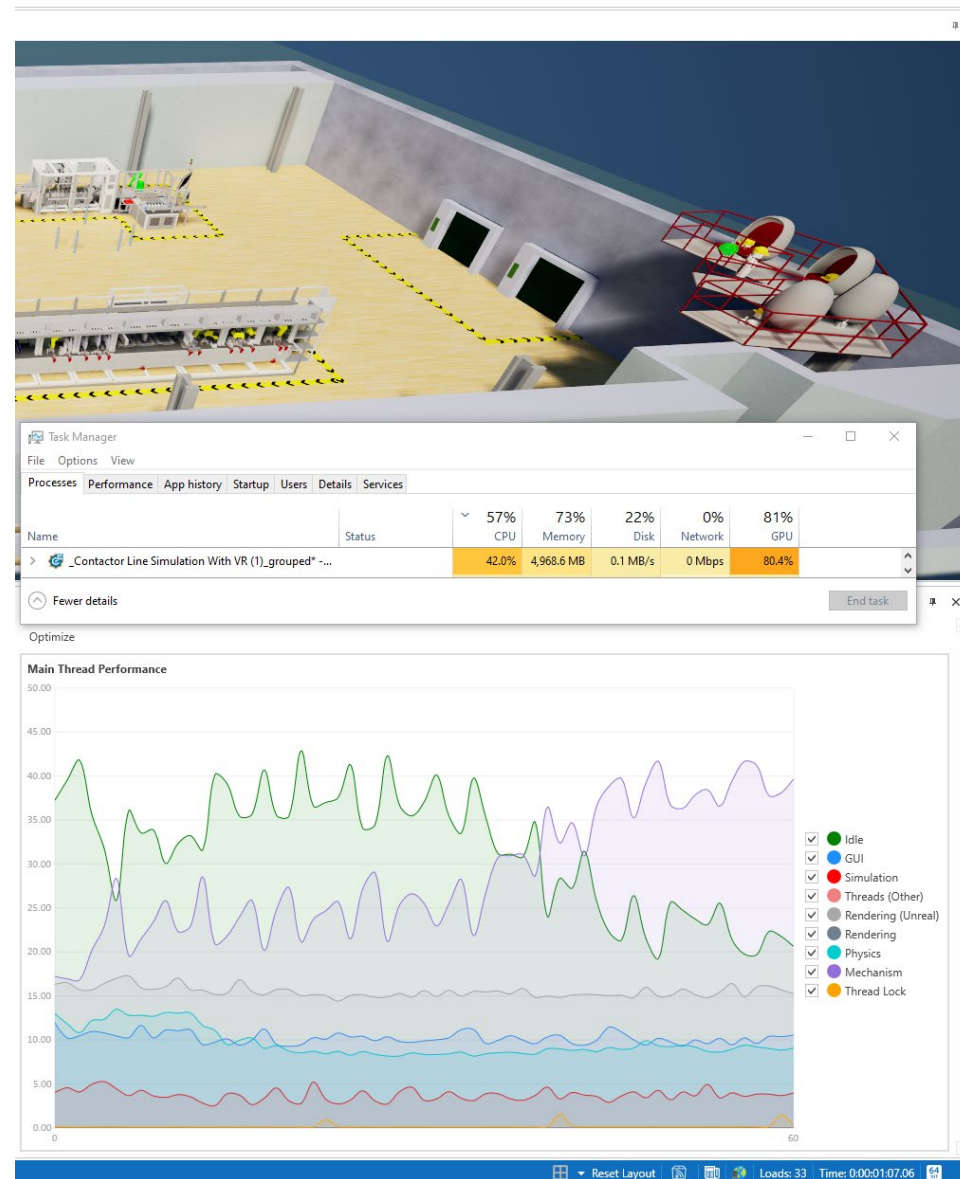 Task Manager
File Options View
Processes Performance App history Startup Users Details Services
57% 73% 22% 0% 81%
Name Status CPU Memory Disk Network GPU
_Contactor Line Simulation With VR (1)_grouped* -... 42.0% 4,968.6 MB 0.1 MB/s 0 Mbps 80.4%
Fewer details End task
Optimize
Main Thread Performance
50.00
45.00
40.00
35.00
30.00
25.00
20.00
15.00
10.00
5.00
0.00
0 60
Idle
GUI
Simulation
Threads (Other)
Rendering (Unreal)
Rendering
Physics
Mechanism
Thread Lock
Reset Layout Loads: 33 Time: 0:00:01:07.06 64